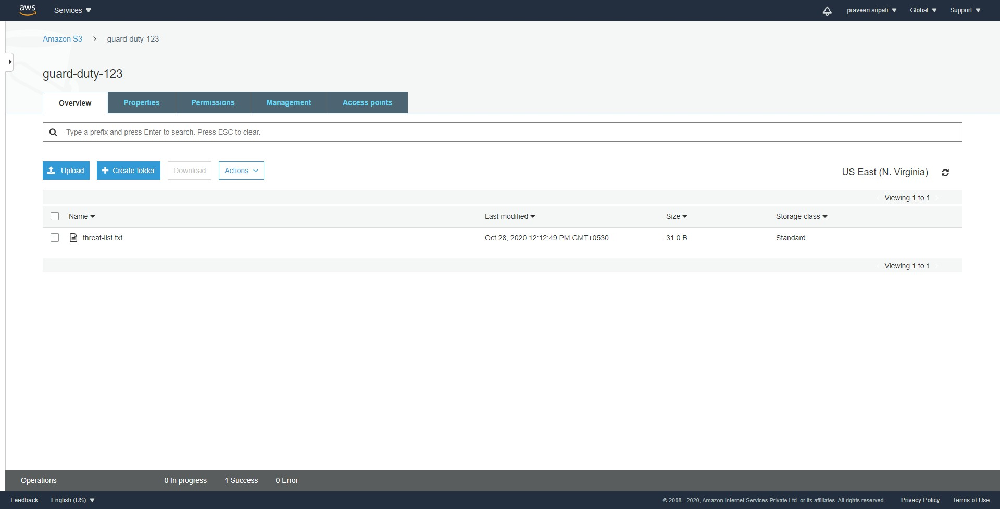 aws Services praveen sripati Global Support
Amazon S3 > guard-duty-123
guard-duty-123
Overview Properties Permissions Management Access points
Type a prefix and press Enter to search. Press ESC to clear.
Upload Create folder Download Actions US East (N. Virginia)
Viewing 1 to 1
Name Last modified Size Storage class
threat-list.txt Oct 28, 2020 12:12:49 PM GMT+0530 31.0 B Standard
Viewing 1 to 1
Operations 0 In progress 1 Success 0 Error
Feedback English (US) © 2008 - 2020, Amazon Internet Services Private Ltd. or its affiliates. All rights reserved. Privacy Policy Terms of Use